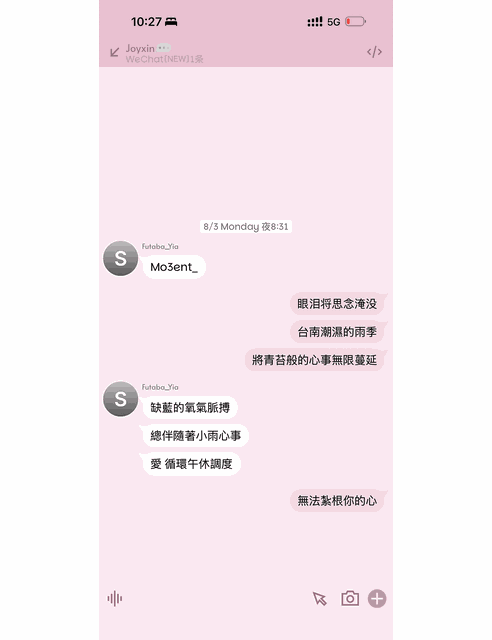 10:27
5G
Joyxin
WeChat(NEW)1条
8/3 Monday 夜8:31
Futaba_Yio
S
Mo3ent_
眼泪将思念淹没
台南潮濕的雨季
將青苔般的心事無限蔓延
Futaba_Yio
S
缺藍的氧氣脈搏
總伴隨著小雨心事
愛 循環午休調度
無法紮根你的心